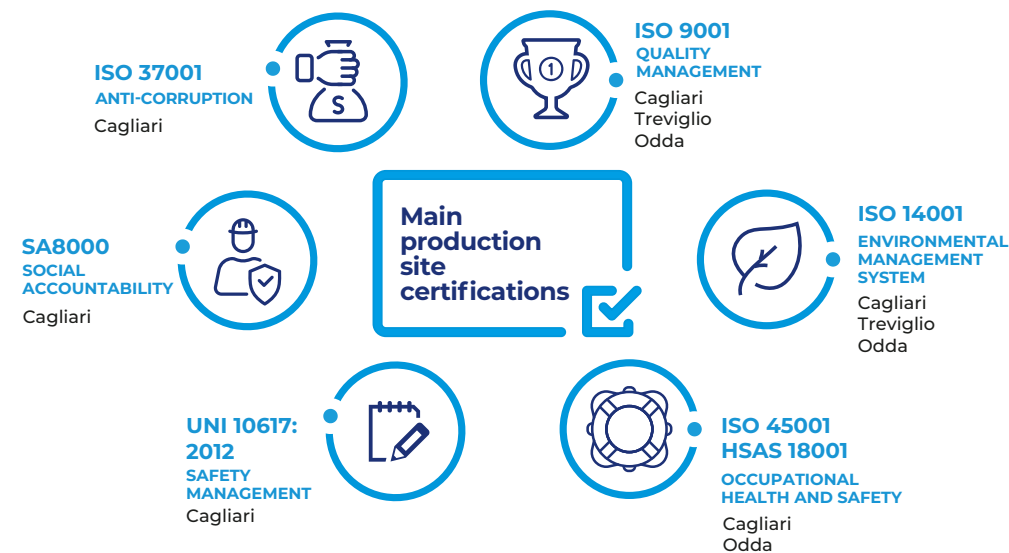 ISO 37001
ANTI-CORRUPTION
Cagliari
S
1
ISO 9001
QUALITY
MANAGEMENT
Cagliari
Treviglio
Odda
SA8000
SOCIAL
ACCOUNTABILITY
Cagliari
Main
production
site
certifications
ISO 14001
ENVIRONMENTAL
MANAGEMENT
SYSTEM
Cagliari
Treviglio
Odda
UNI 10617:
2012
SAFETY
MANAGEMENT
Cagliari
ISO 45001
HSAS 18001
OCCUPATIONAL
HEALTH AND SAFETY
Cagliari
Odda